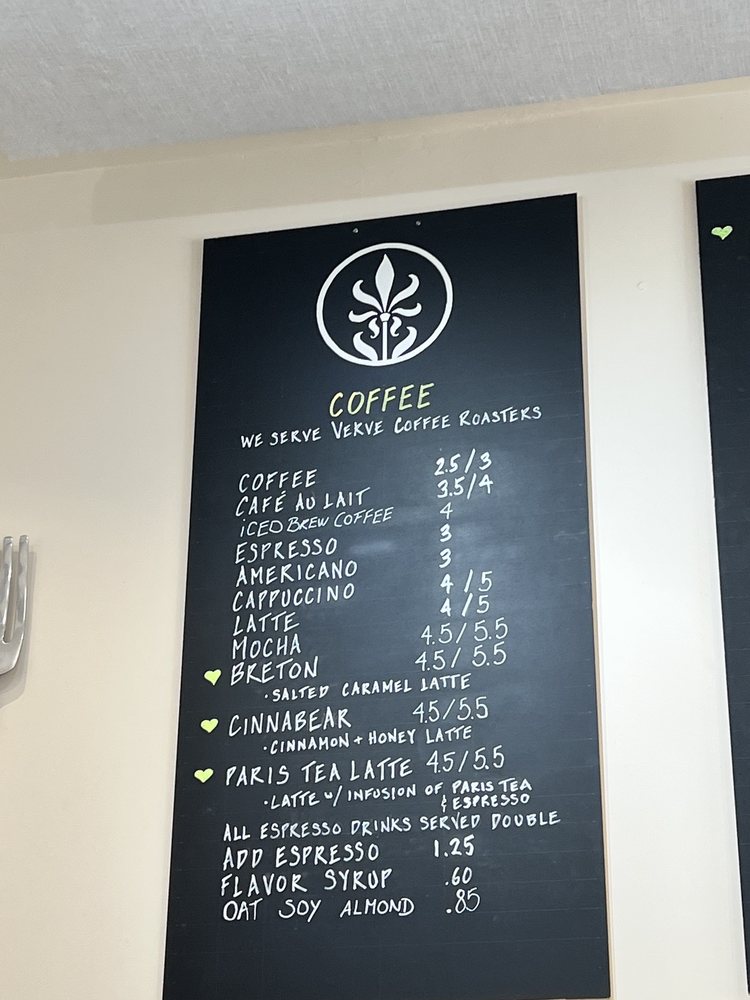 COFFEE
WE SERVE VERVE COFFEE ROASTERS
COFFEE 2.5/3
CAFÉ AU LAIT 3.5/4
ICED BREW COFFEE 4
ESPRESSO 3
AMERICANO 3
CAPPUCCINO 4/5
LATTE 4/5
MOCHA 4.5/5.5
BRETON 4.5/5.5
·SALTED CARAMEL LATTE
CINNABEAR 4.5/5.5
·CINNAMON + HONEY LATTE
PARIS TEA LATTE 4.5/5.5
·LATTE w/ INFUSION OF PARIS TEA
& ESPRESSO
ALL ESPRESSO DRINKS SERVED DOUBLE
ADD ESPRESSO 1.25
FLAVOR SYRUP .60
OAT SOY ALMOND .85